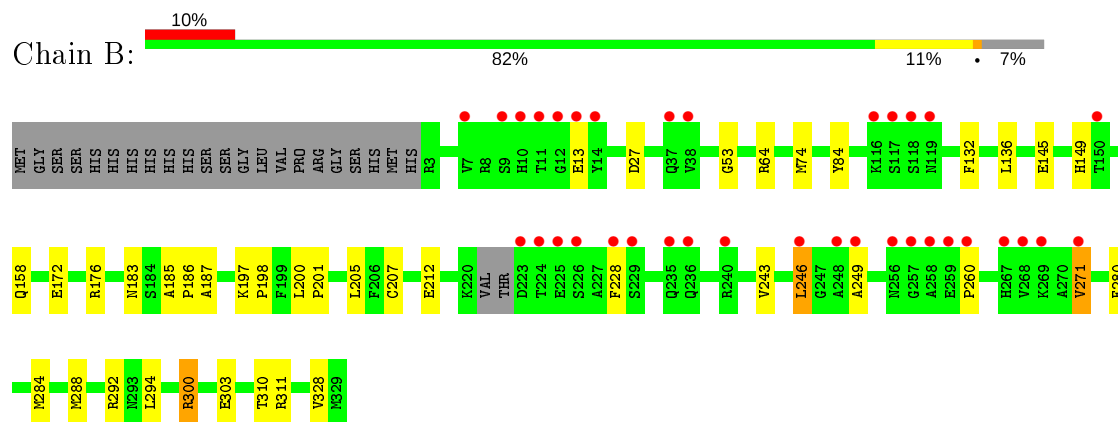 10%
Chain B:
82% 11% • 7%
MET GLY SER SER HIS HIS HIS HIS HIS HIS SER SER GLY LEU VAL PRO ARG GLY SER HIS MET HIS R3 V7 R8 S9 H10 T11 G12 E13 Y14 D27 Q37 V38 G53 R64 M74 Y84 K116 S117 S118 N119 F132 L136 E145 H149 T150
Q158 E172 R176 N183 S184 A185 P186 A187 K197 P198 F199 L200 P201 L205 F206 C207 E212 K220 VAL THR D223 T224 E225 S226 A227 F228 S229 Q235 Q236 R240 V243 L246 G247 A248 A249 N256 G257 A258 E259 P260 H267 V268 K269 A270 V271
M284 M288 R292 N293 L294 R300 E303 T310 R311 V328 M329